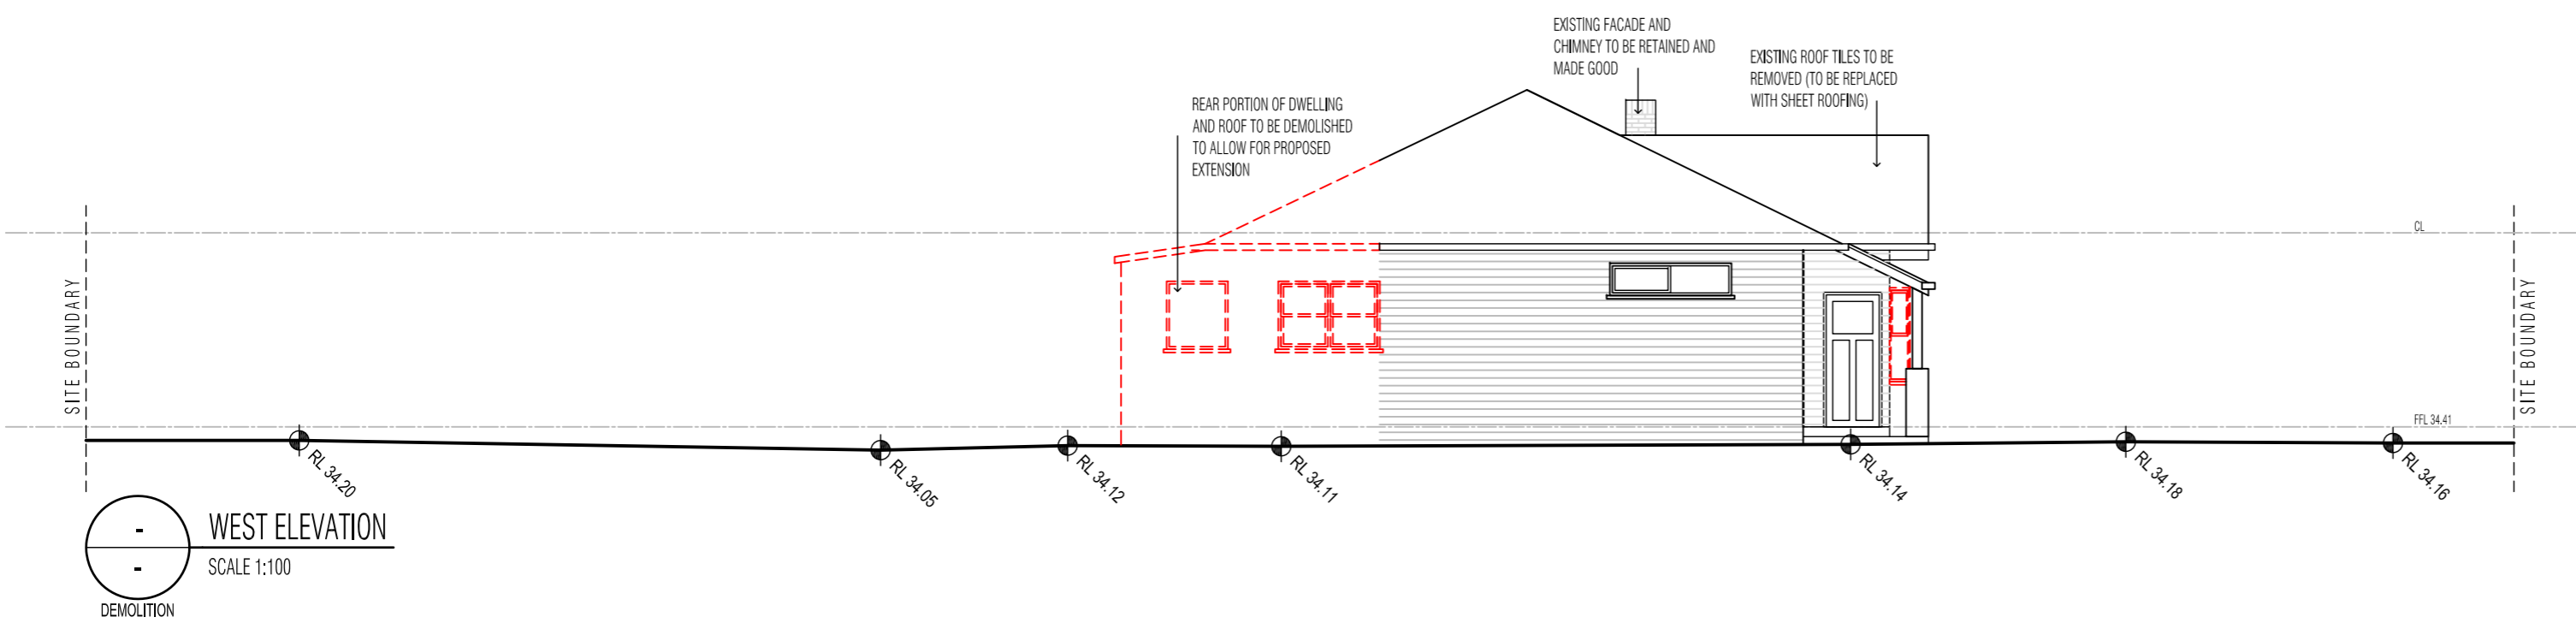 EXISTING FACADE AND
CHIMNEY TO BE RETAINED AND
MADE GOOD
EXISTING ROOF TILES TO BE
REMOVED (TO BE REPLACED
WITH SHEET ROOFING)
REAR PORTION OF DWELLING
AND ROOF TO BE DEMOLISHED
TO ALLOW FOR PROPOSED
EXTENSION
CL
SITE BOUNDARY
SITE BOUNDARY
FFL 34.41
RL 34.20
RL 34.05
RL 34.12
RL 34.11
RL 34.14
RL 34.18
RL 34.16
-
WEST ELEVATION
-
SCALE 1:100
DEMOLITION